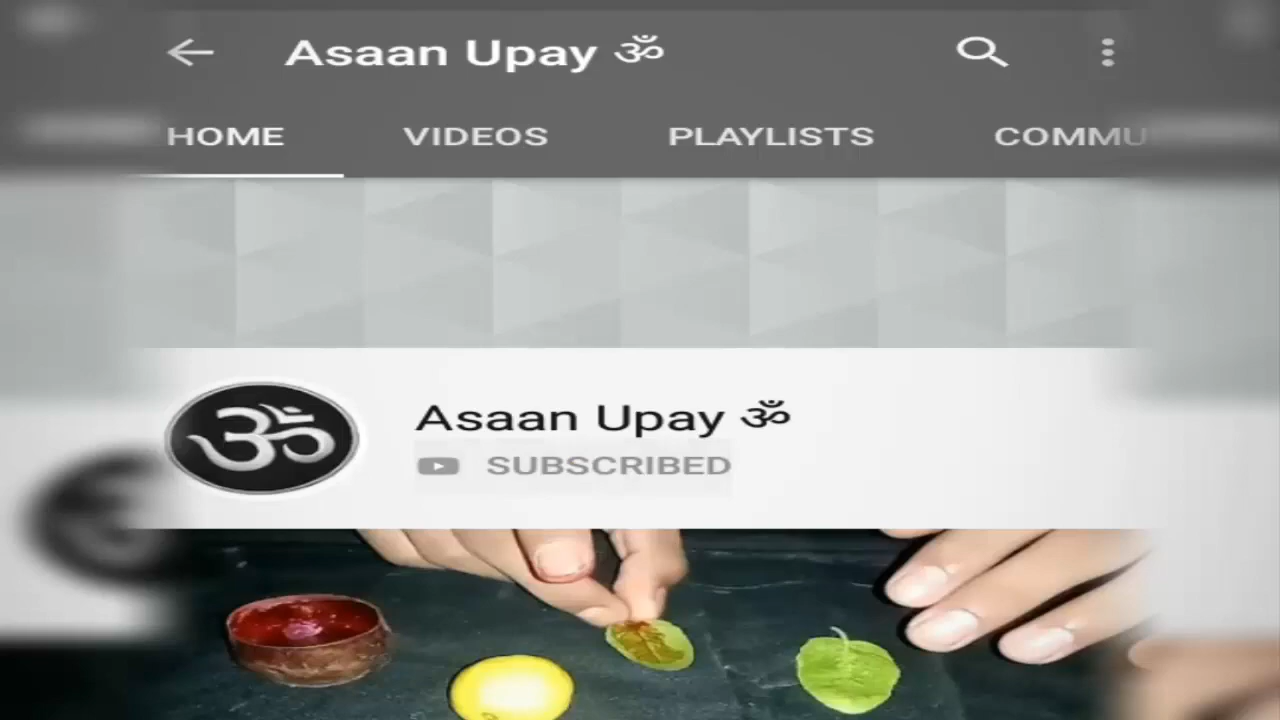 Asaan Upay ॐ
HOME VIDEOS PLAYLISTS COMMU
ॐ
Asaan Upay ॐ
SUBSCRIBED